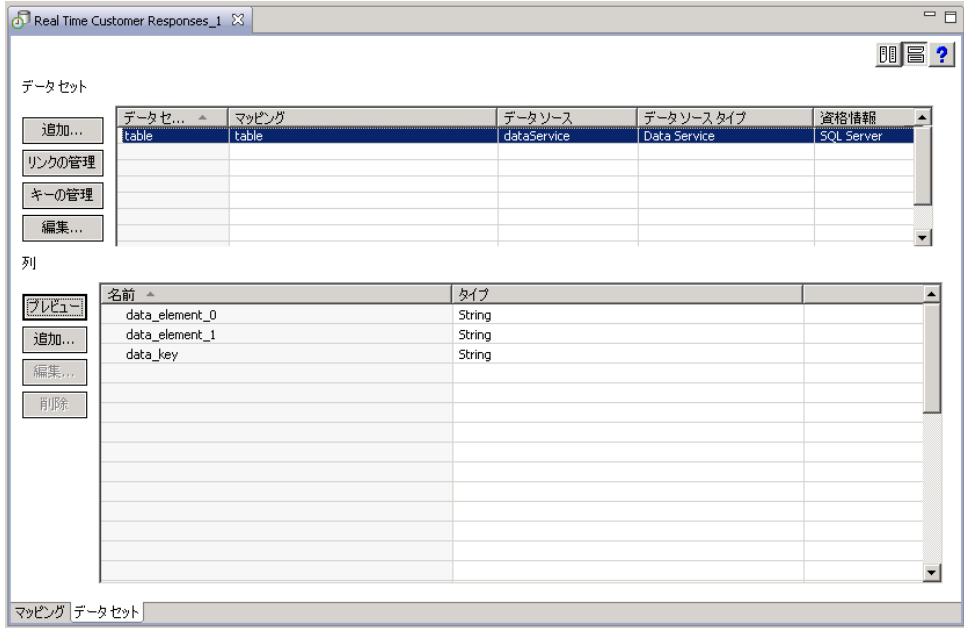 Real Time Customer Responses_1
?
データ セット
データ セ... マッピング データ ソース データ ソース タイプ 資格情報
追加...
table table dataService Data Service SQL Server
リンクの管理
キーの管理
編集...
列
名前 タイプ
プレビュー
data_element_0 String
data_element_1 String
追加...
data_key String
編集...
削除
マッピング データ セット